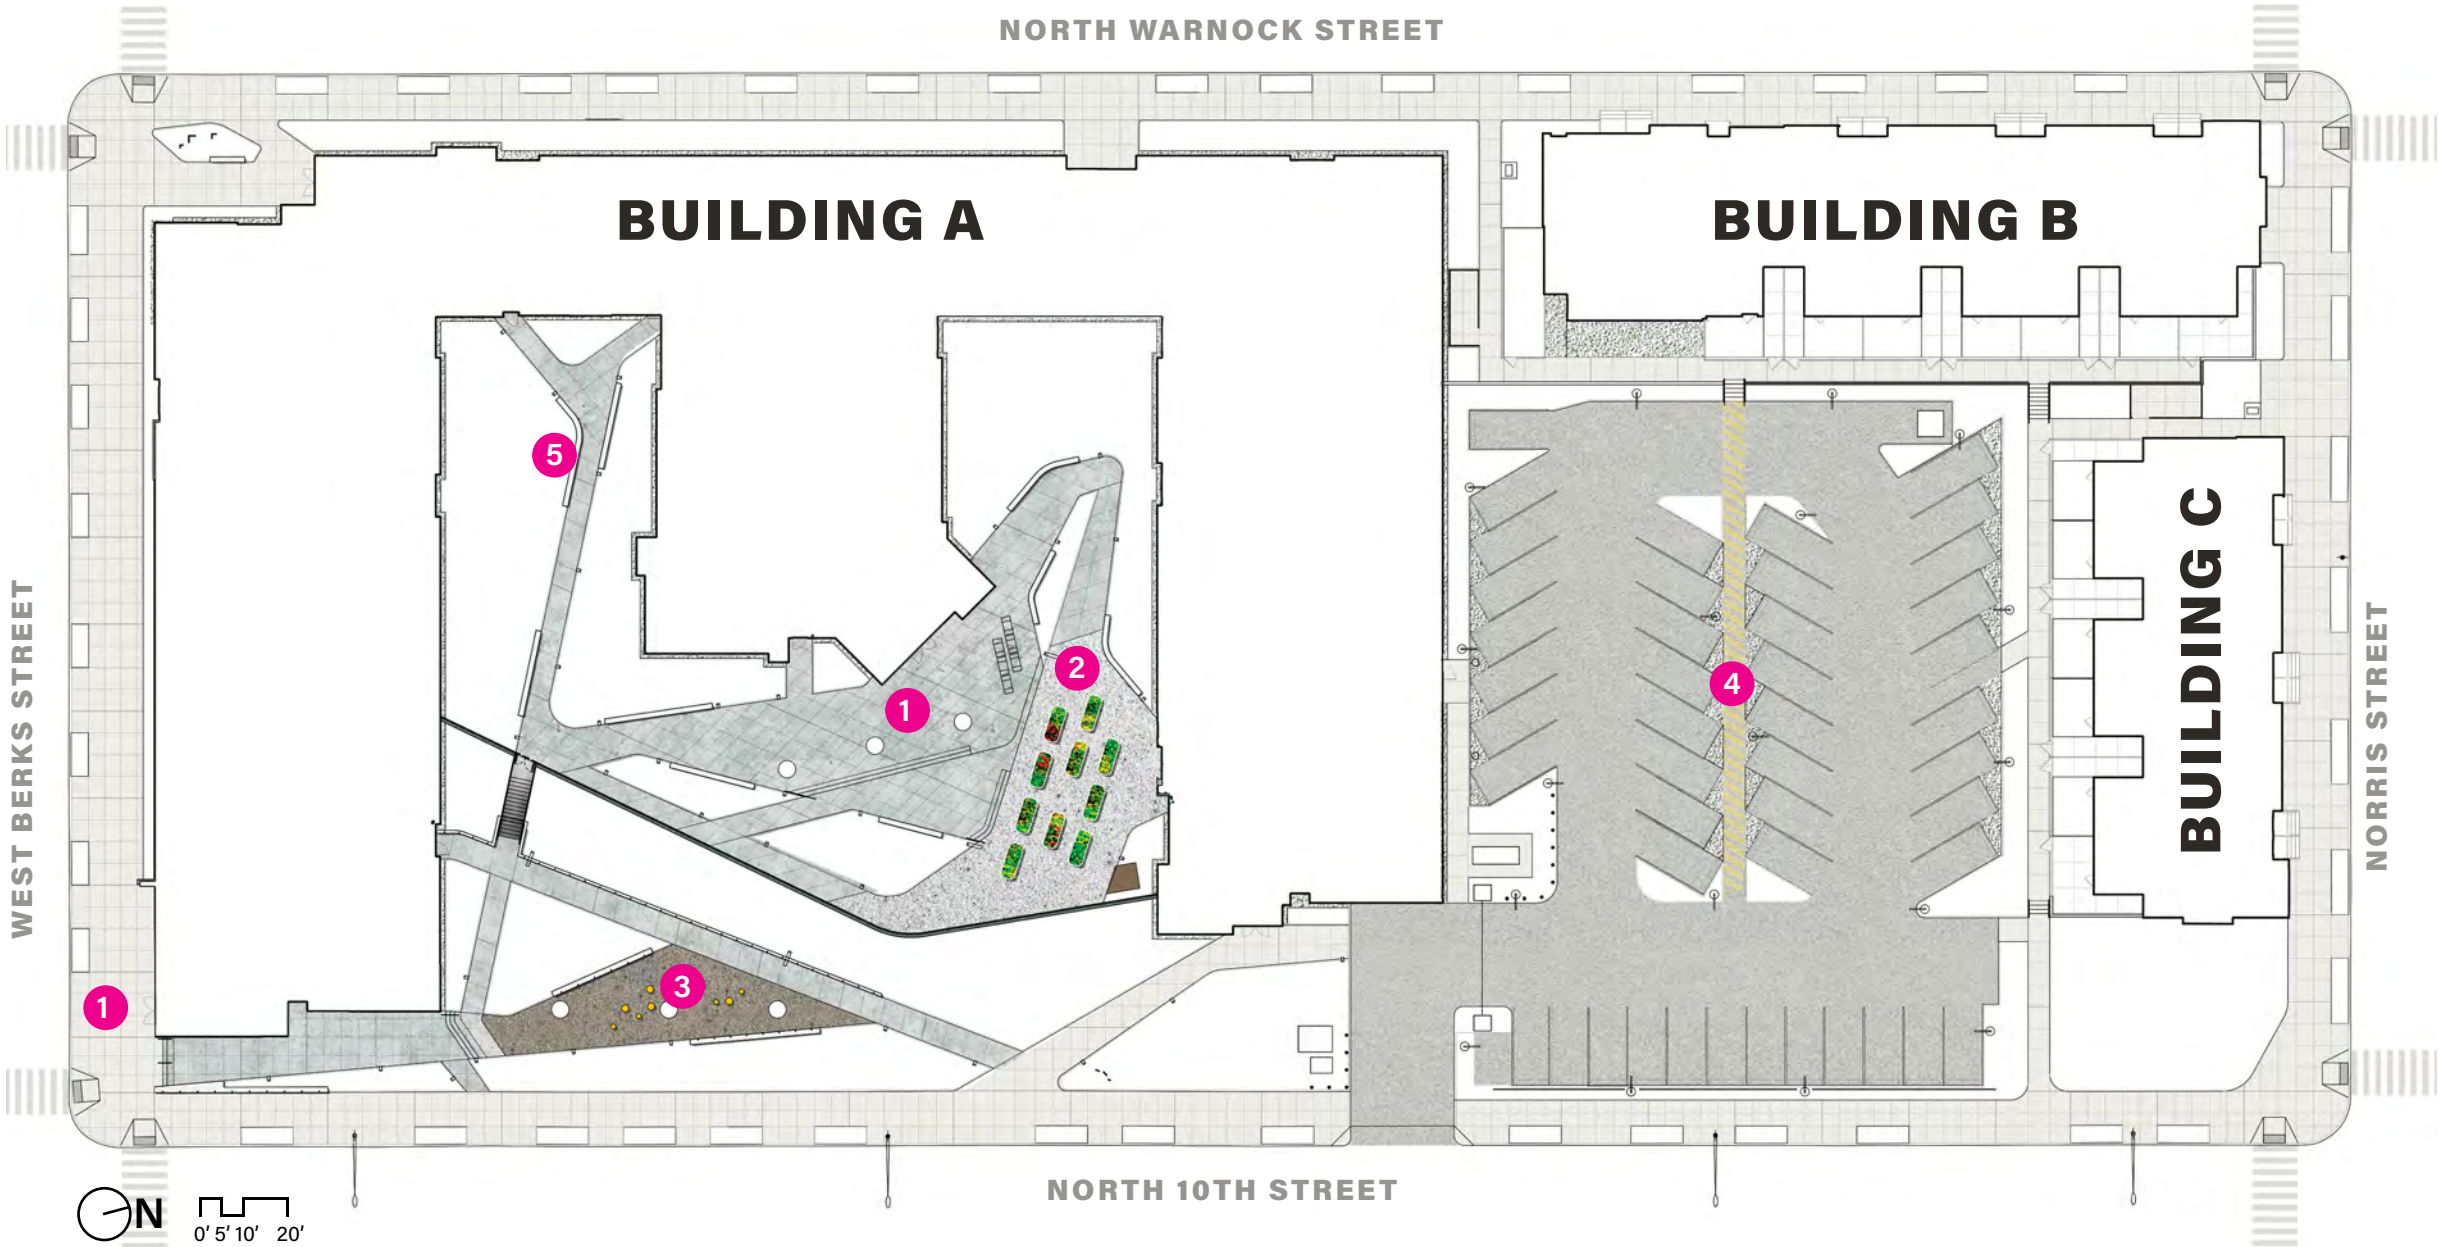 NORTH WARNOCK STREET
BUILDING A
BUILDING B
5
WEST BERKS STREET
2
1
4
BUILDING C
NORRIS STREET
3
1
NORTH 10TH STREET
N
0' 5' 10' 20'